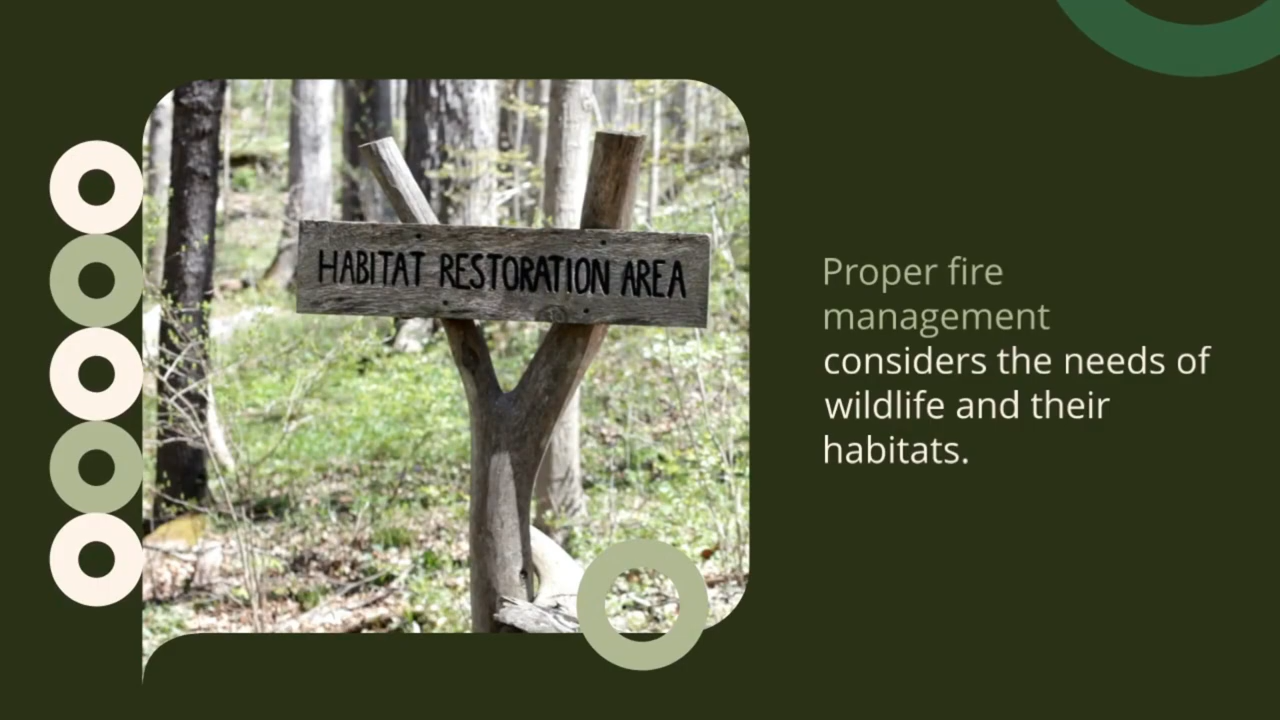 HABITAT RESTORATION AREA
Proper fire
management
considers the needs of
wildlife and their
habitats.